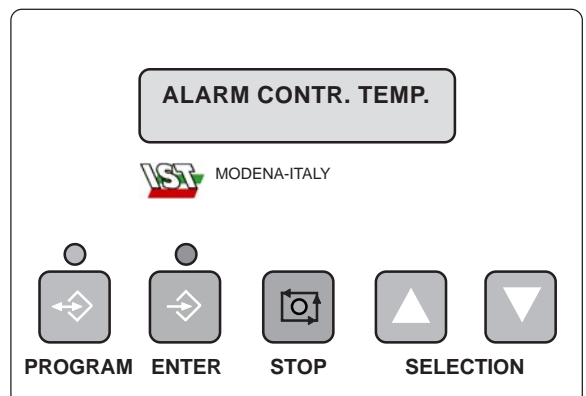 ALARM CONTR. TEMP.
IST MODENA-ITALY
PROGRAM ENTER STOP SELECTION